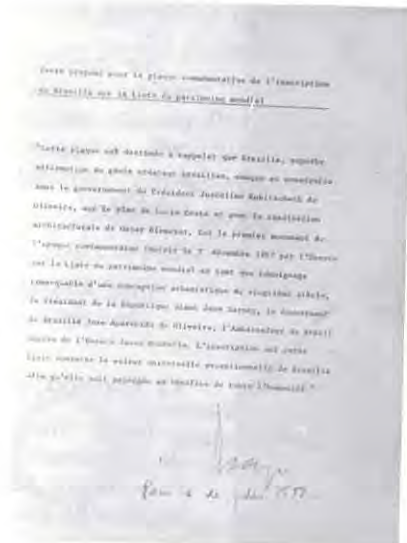 Texte proposé pour la plaque commémorative de l'inscription
de Brasilia sur la Liste du patrimoine mondial
"Cette plaque est destinée à rappeler que Brasilia, superbe
affirmation du génie créateur brésilien, conçue et construite
sous le gouvernement du Président Juscelino Kubitschek de
Oliveira, sur le plan de Lucio Costa et avec la
architecturale de Oscar Niemeyer, fut le premier monument de
l'époque contemporaine inscrit le 7 décembre 1987 par l'Unesco
sur la Liste du patrimoine mondial en tant que témoignage
remarquable d'une conception urbanistique du vingtième siècle,
le Président de la République étant José Sarney, le Gouverneur
de Brasilia José Aparecido de Oliveira, l'Ambassadeur du Brésil
auprès de l'Unesco Josué Montello. L'inscription sur cette
Liste consacre la valeur universelle exceptionnelle de Brasilia
afin qu'elle soit protégée au bénéfice de toute l'humanité."